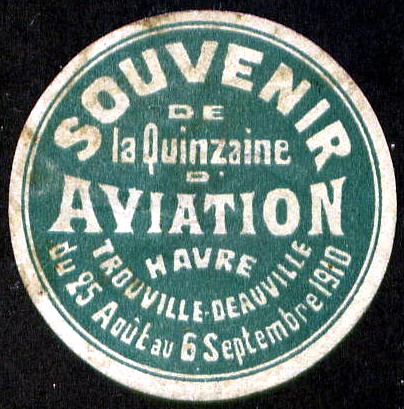 SOUVENIR
DE
la Quinzaine
D'
AVIATION
HAVRE
TROUVILLE-DEAUVILLE
du 25 Août au 6 Septembre 1910